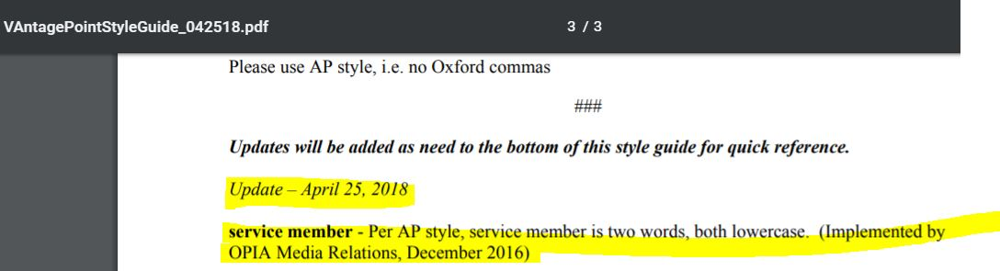 VAntagePointStyleGuide_042518.pdf 3 / 3
Please use AP style, i.e. no Oxford commas
###
Updates will be added as need to the bottom of this style guide for quick reference.
Update – April 25, 2018
service member - Per AP style, service member is two words, both lowercase.  (Implemented by
OPIA Media Relations, December 2016)